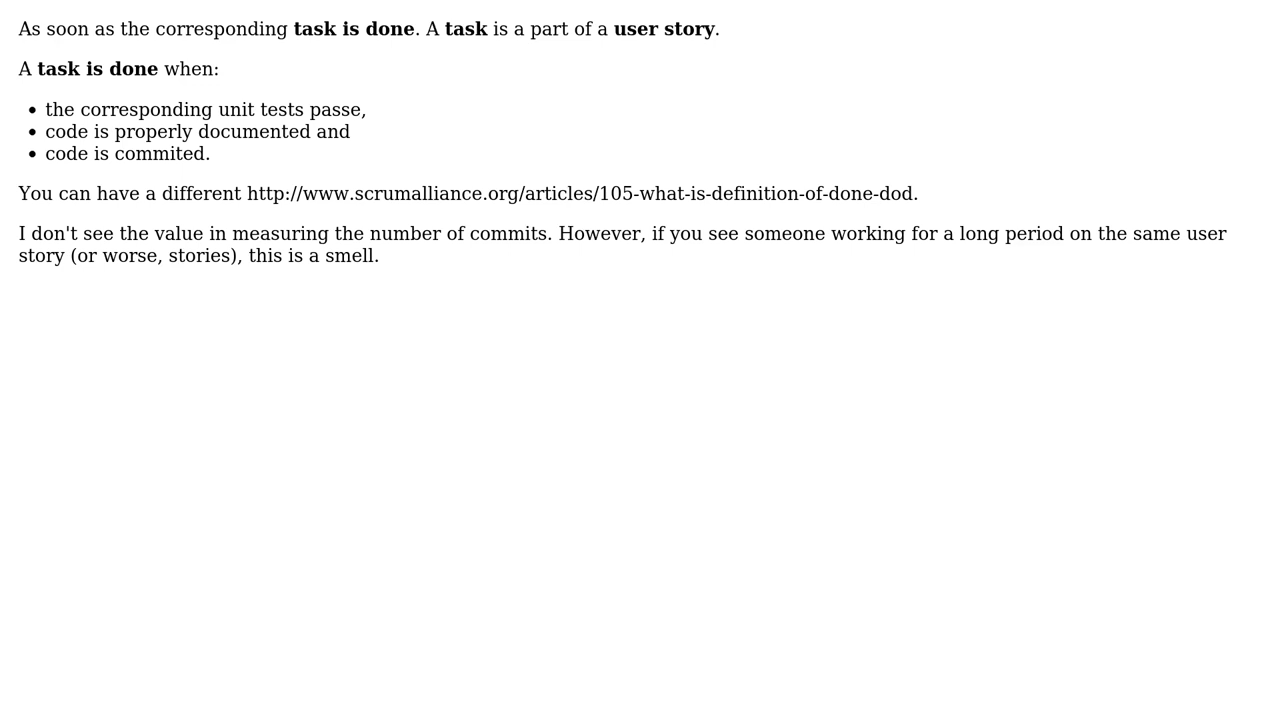 As soon as the corresponding task is done. A task is a part of a user story.
A task is done when:
the corresponding unit tests passe,
code is properly documented and
code is commited.
You can have a different http://www.scrumalliance.org/articles/105-what-is-definition-of-done-dod.
I don't see the value in measuring the number of commits. However, if you see someone working for a long period on the same user
story (or worse, stories), this is a smell.